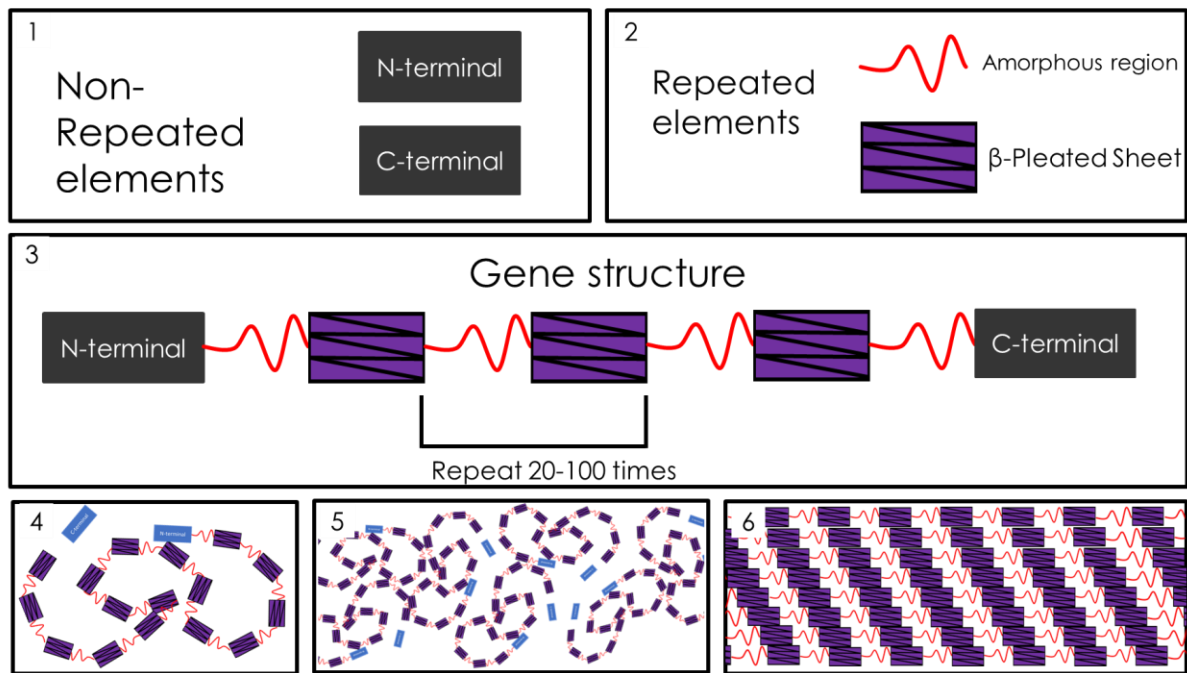 1
Non-
Repeated
elements
N-terminal
C-terminal
2
Repeated
elements
Amorphous region
β-Pleated Sheet
3
Gene structure
N-terminal
C-terminal
Repeat 20-100 times
4
C-terminal
N-terminal
5
6